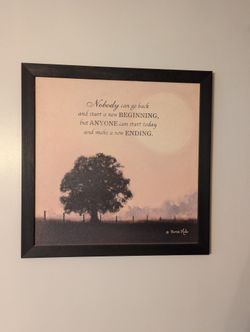 Nobody can go back
and start a new BEGINNING,
but ANYONE can start today
and make a new ENDING.